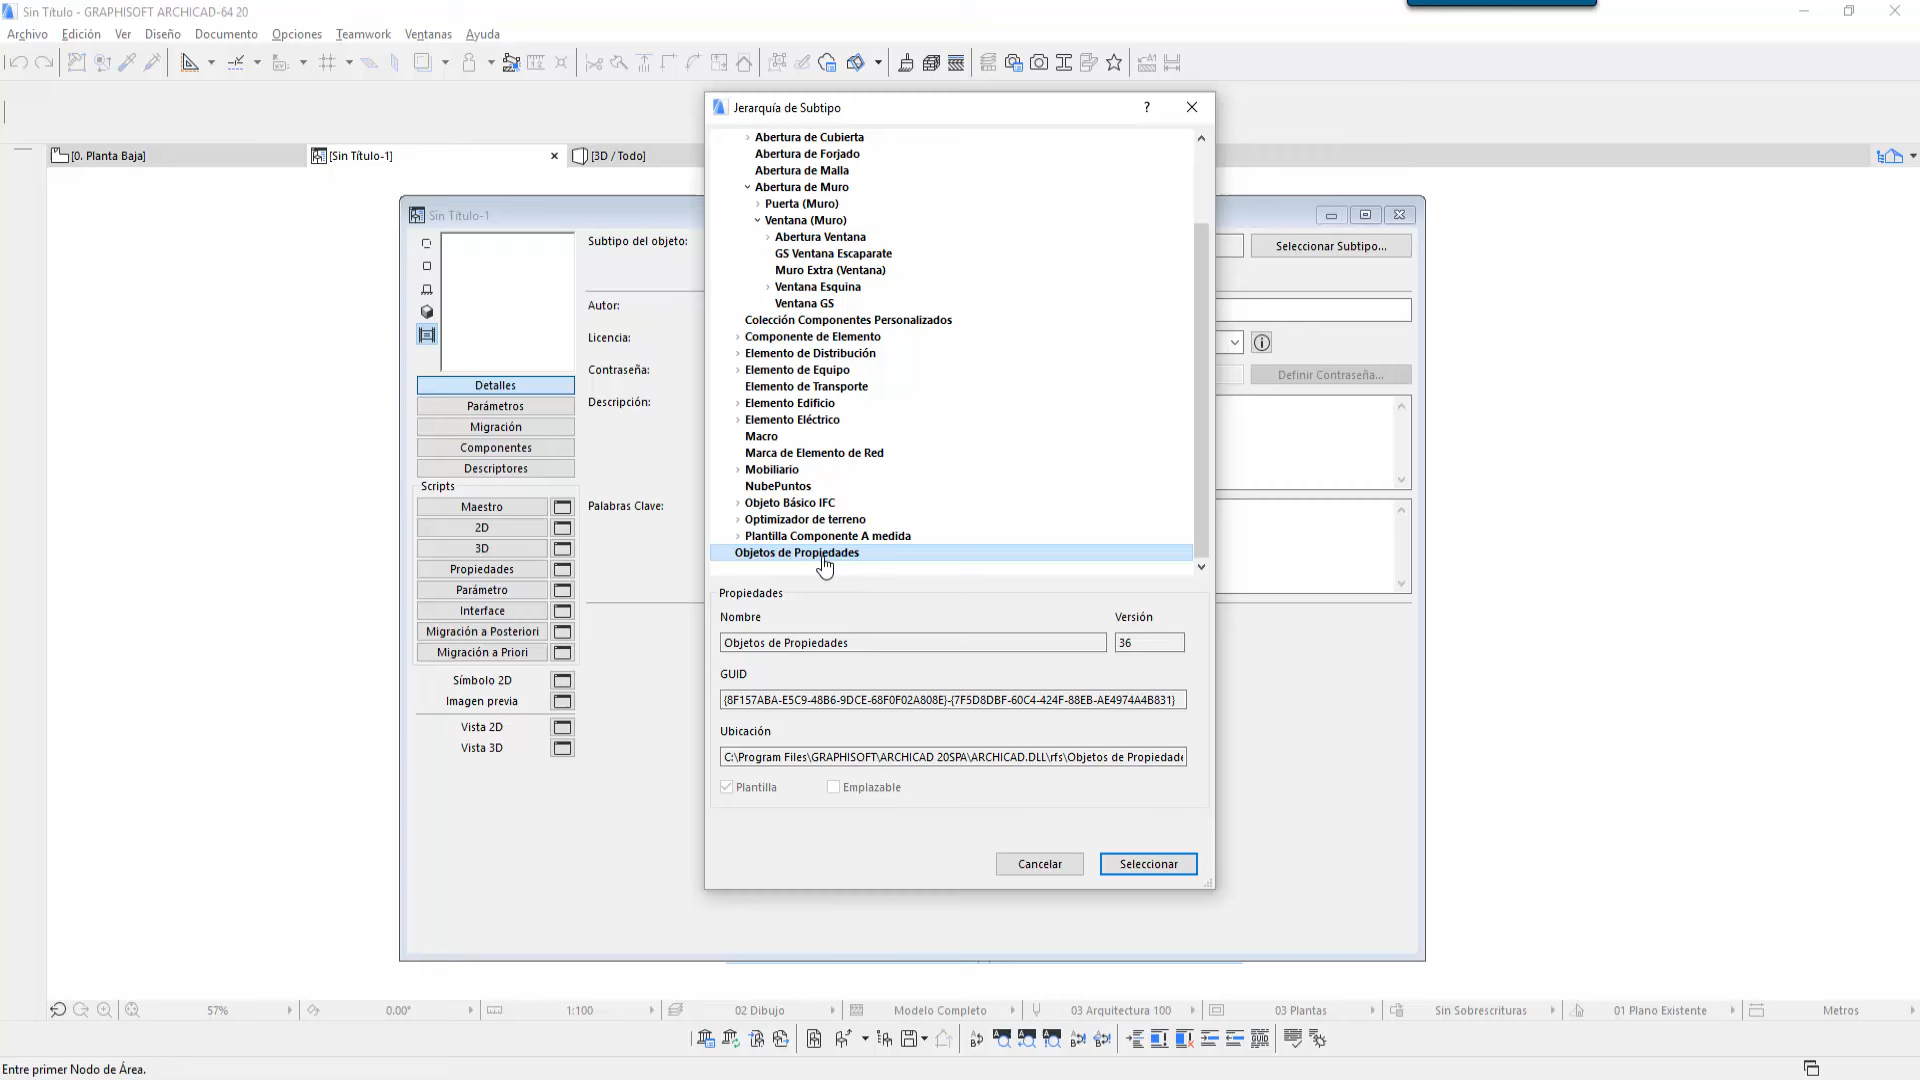 Sin Título - GRAPHISOFT ARCHICAD-64 20
Archivo Edición Ver Diseño Documento Opciones Teamwork Ventanas Ayuda
[0. Planta Baja]
[Sin Título-1]
[3D / Todo]
Sin Título-1
Subtipo del objeto:
Seleccionar Subtipo...
Autor:
Licencia:
Contraseña:
Definir Contraseña...
Descripción:
Palabras Clave:
Detalles
Parámetros
Migración
Componentes
Descriptores
Scripts
Maestro
2D
3D
Propiedades
Parámetro
Interface
Migración a Posteriori
Migración a Priori
Símbolo 2D
Imagen previa
Vista 2D
Vista 3D
Jerarquía de Subtipo
?
Abertura de Cubierta
Abertura de Forjado
Abertura de Malla
Abertura de Muro
Puerta (Muro)
Ventana (Muro)
Abertura Ventana
GS Ventana Escaparate
Muro Extra (Ventana)
Ventana Esquina
Ventana GS
Colección Componentes Personalizados
Componente de Elemento
Elemento de Distribución
Elemento de Equipo
Elemento de Transporte
Elemento Edificio
Elemento Eléctrico
Macro
Marca de Elemento de Red
Mobiliario
NubePuntos
Objeto Básico IFC
Optimizador de terreno
Plantilla Componente A medida
Objetos de Propiedades
Propiedades
Nombre
Versión
Objetos de Propiedades
36
GUID
{8F157ABA-E5C9-48B6-9DCE-68F0F02A808E}-{7F5D8DBF-60C4-424F-88EB-AE4974A4B831}
Ubicación
C:\Program Files\GRAPHISOFT\ARCHICAD 20SPA\ARCHICAD.DLL\rfs\Objetos de Propiedade
Plantilla
Emplazable
Cancelar
Seleccionar
57% 0.00° 1:100 02 Dibujo Modelo Completo 03 Arquitectura 100 03 Plantas Sin Sobrescrituras 01 Plano Existente Metros
GUID
Entre primer Nodo de Área.